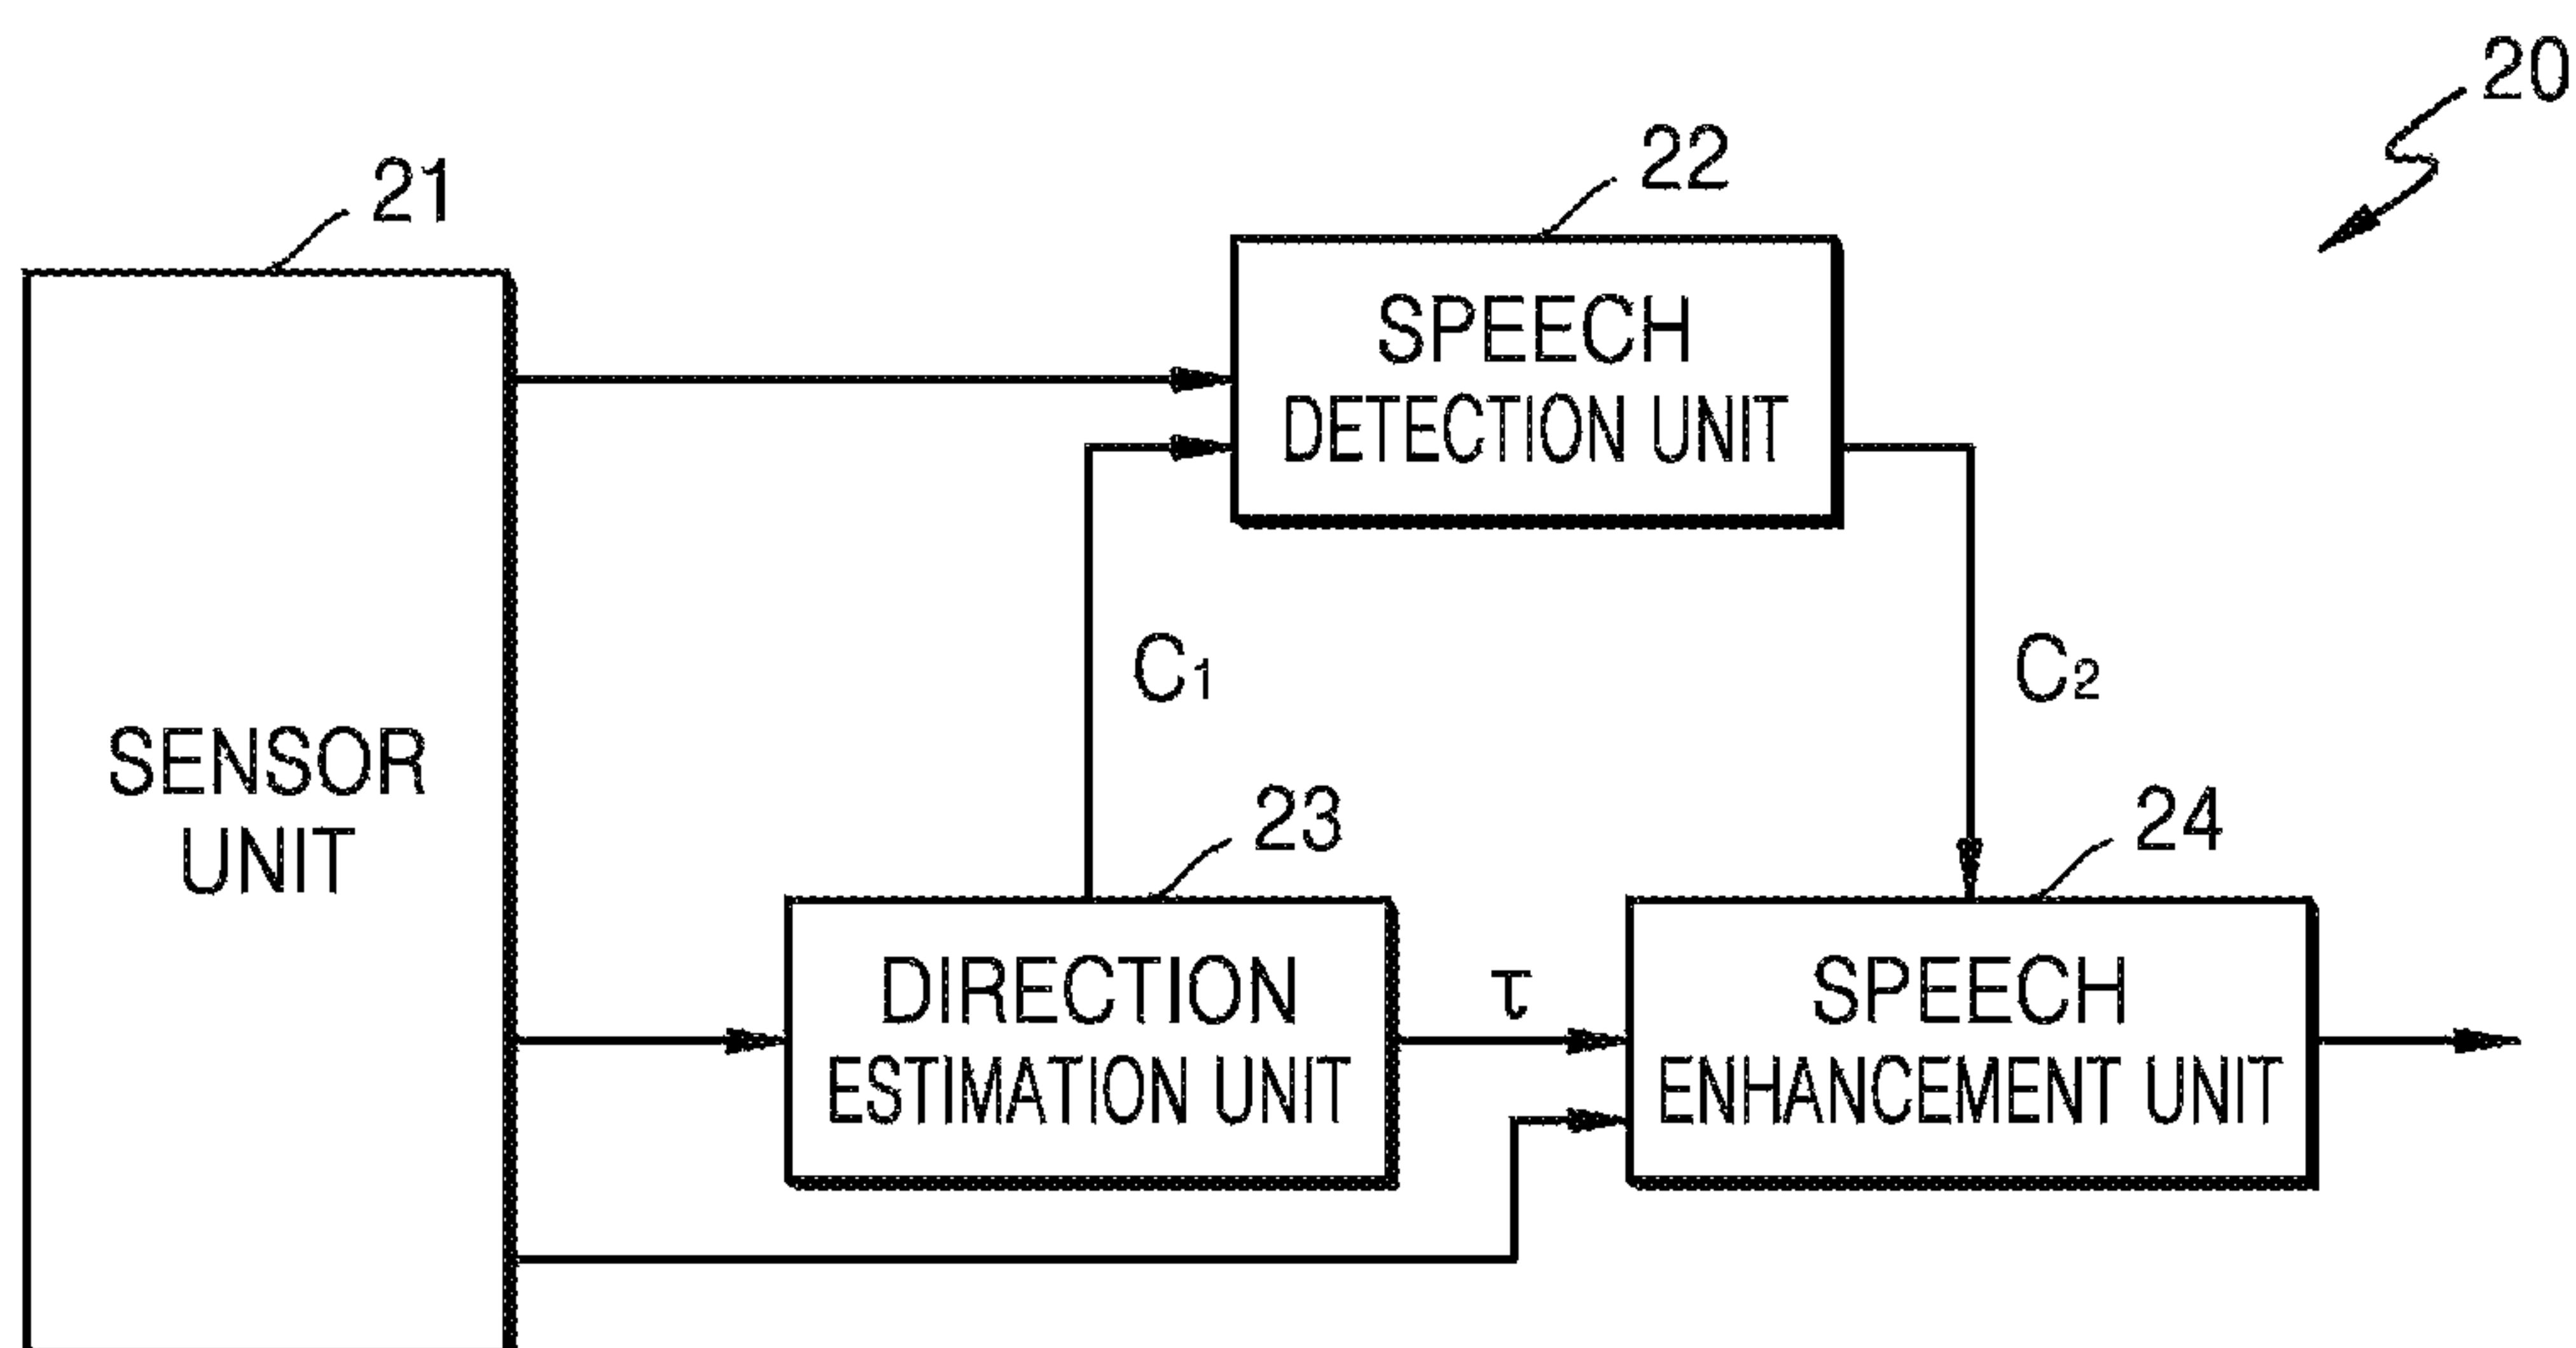 20
22
21
SPEECH
DETECTION UNIT
C₁
C₂
SENSOR
UNIT
23
24
DIRECTION
ESTIMATION UNIT
τ
SPEECH
ENHANCEMENT UNIT